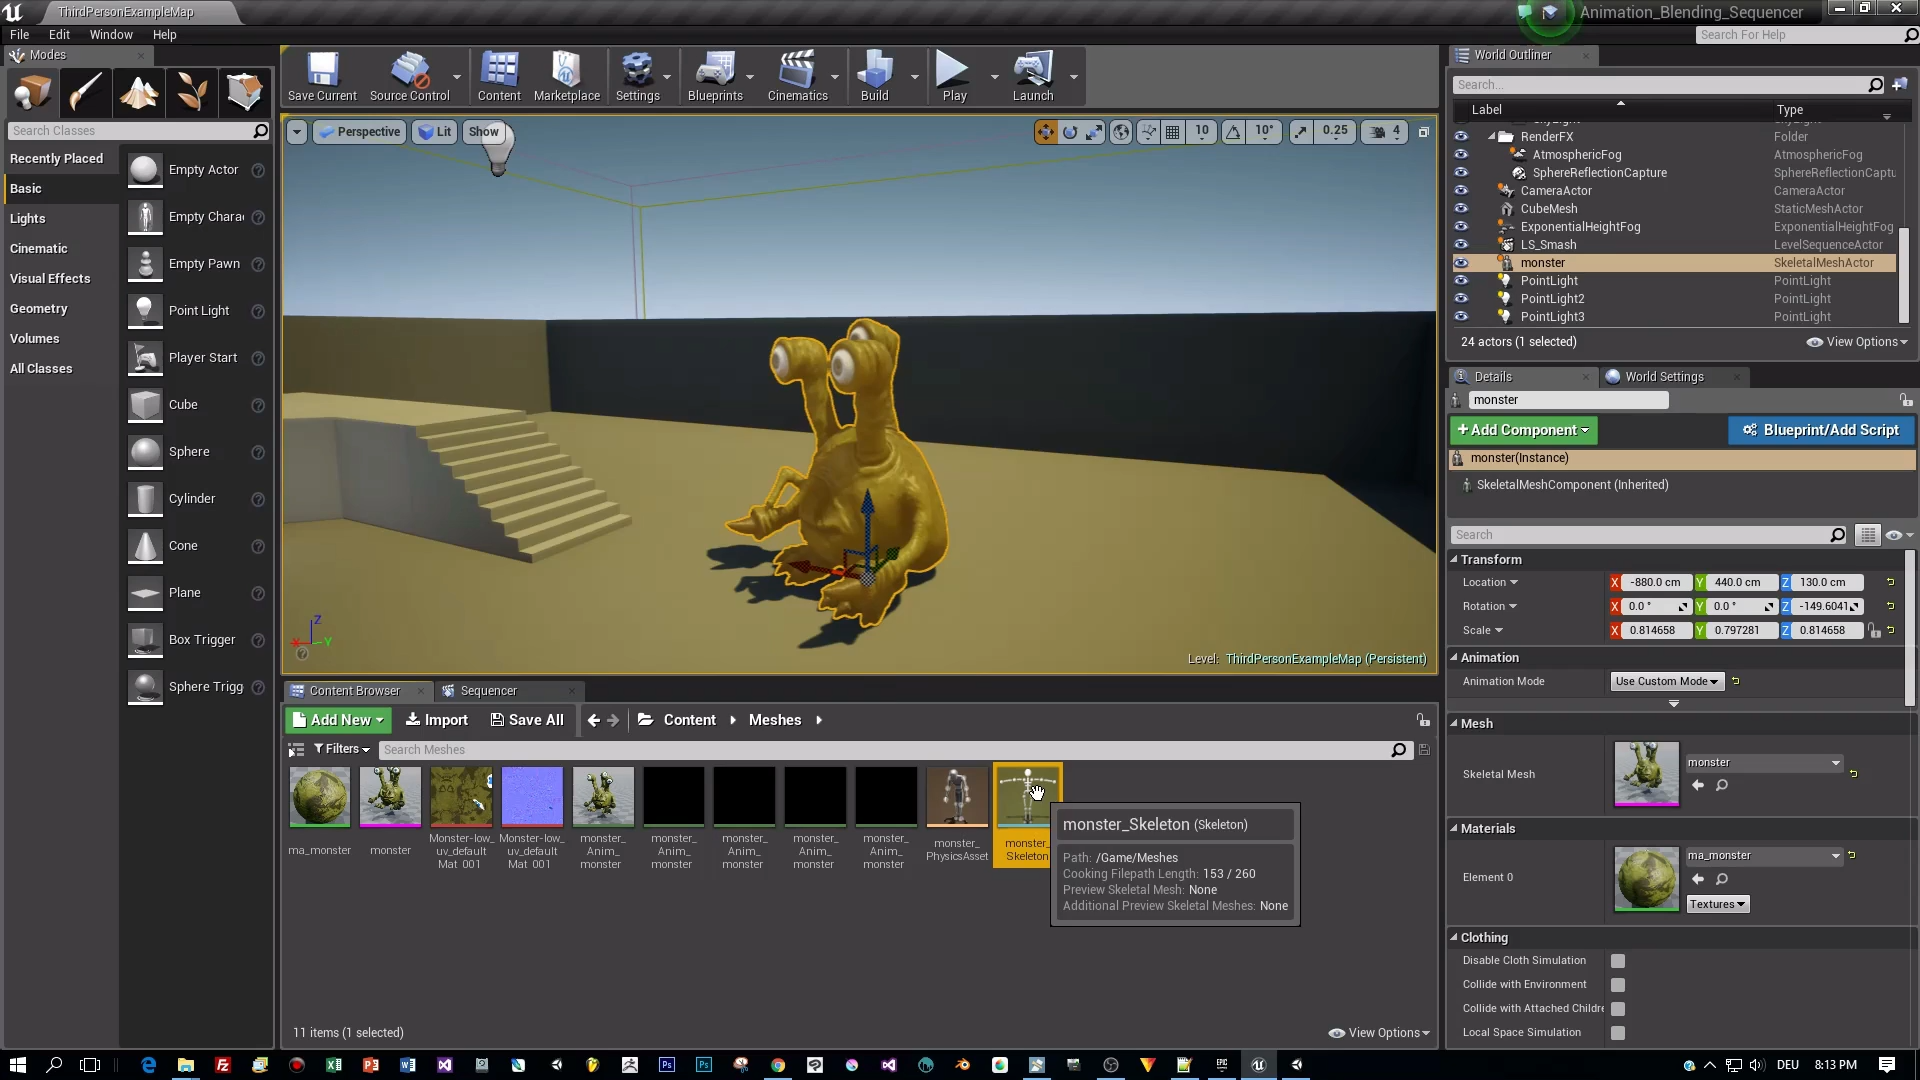 ThirdPersonExampleMap
Animation_Blending_Sequencer
File Edit Window Help
Search For Help
Modes
Search Classes
Recently Placed
Basic
Lights
Cinematic
Visual Effects
Geometry
Volumes
All Classes
Empty Actor
Empty Chara
Empty Pawn
Point Light
Player Start
Cube
Sphere
Cylinder
Cone
Plane
Box Trigger
Sphere Trigg
Save Current
Source Control
Content
Marketplace
Settings
Blueprints
Cinematics
Build
Play
Launch
Perspective
Lit
Show
10
10°
0.25
4
Z
X
Y
Level: ThirdPersonExampleMap (Persistent)
Content Browser
Sequencer
Add New
Import
Save All
Content
Meshes
Filters
Search Meshes
ma_monster
monster
Monster-low_ uv_default Mat_001
Monster-low_ uv_default Mat_001
monster_ Anim_ monster
monster_ Anim_ monster
monster_ Anim_ monster
monster_ Anim_ monster
monster_ Anim_ monster
monster_ PhysicsAsset
monster_ Skeleton
monster_Skeleton (Skeleton)
Path: /Game/Meshes
Cooking Filepath Length: 153 / 260
Preview Skeletal Mesh: None
Additional Preview Skeletal Meshes: None
11 items (1 selected)
View Options
World Outliner
Search...
Label Type
RenderFX Folder
AtmosphericFog AtmosphericFog
SphereReflectionCapture SphereReflectionCaptu
CameraActor CameraActor
CubeMesh StaticMeshActor
ExponentialHeightFog ExponentialHeightFog
LS_Smash LevelSequenceActor
monster SkeletalMeshActor
PointLight PointLight
PointLight2 PointLight
PointLight3 PointLight
24 actors (1 selected)
View Options
Details
World Settings
monster
+Add Component
Blueprint/Add Script
monster(Instance)
SkeletalMeshComponent (Inherited)
Search
Transform
Location X -880.0 cm Y 440.0 cm Z 130.0 cm
Rotation X 0.0 ° Y 0.0 ° Z -149.6041
Scale X 0.814658 Y 0.797281 Z 0.814658
Animation
Animation Mode Use Custom Mode
Mesh
Skeletal Mesh
monster
Materials
Element 0
ma_monster
Textures
Clothing
Disable Cloth Simulation
Collide with Environment
Collide with Attached Childre
Local Space Simulation
DEU
8:13 PM